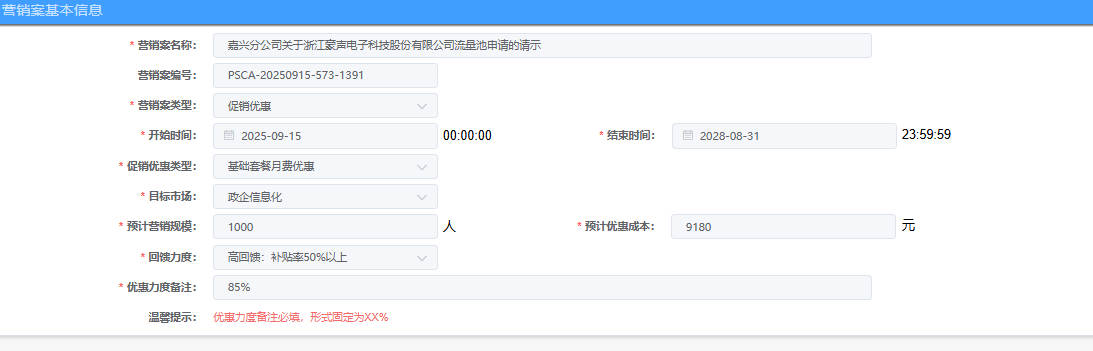 营销案基本信息
* 营销案名称： 嘉兴分公司关于浙江蒙声电子科技股份有限公司流量池申请的请示
营销案编号： PSCA-20250915-573-1391
* 营销案类型： 促销优惠
* 开始时间： 2025-09-15 00:00:00 * 结束时间： 2028-08-31 23:59:59
* 促销优惠类型： 基础套餐月费优惠
* 目标市场： 政企信息化
* 预计营销规模： 1000 人 * 预计优惠成本： 9180 元
* 回馈力度： 高回馈：补贴率50%以上
* 优惠力度备注： 85%
温馨提示： 优惠力度备注必填，形式固定为XX%